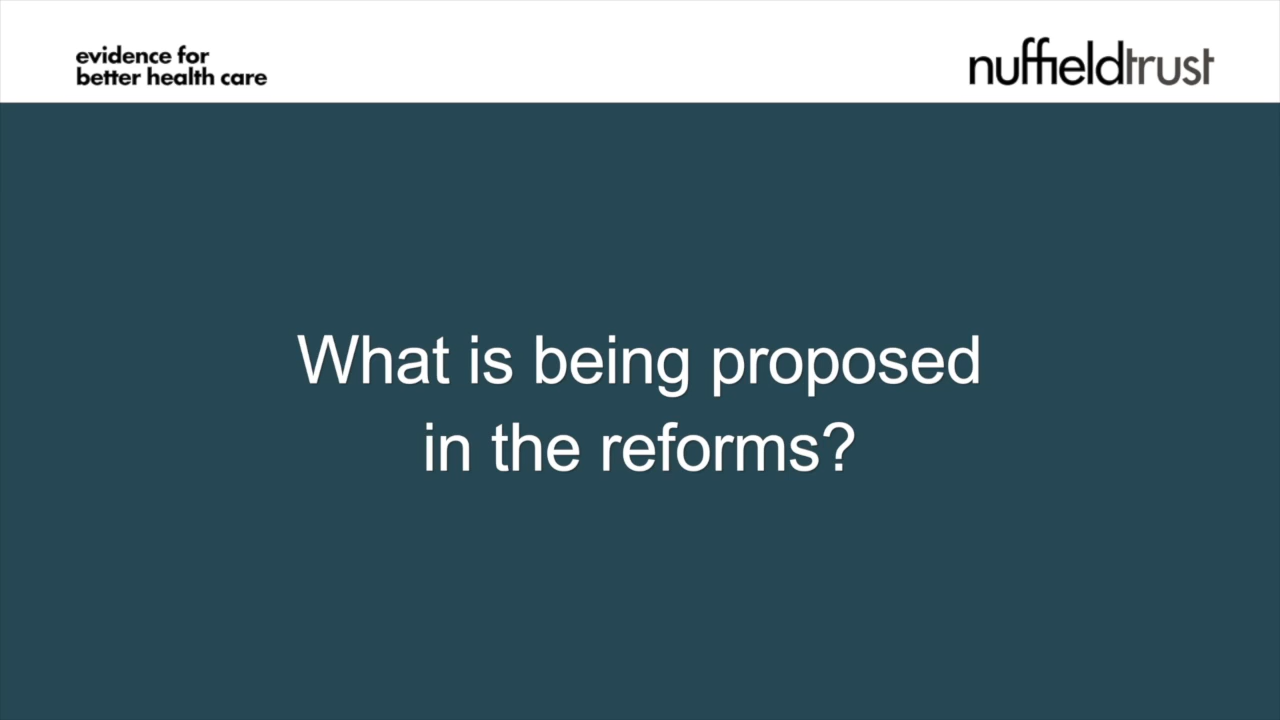 evidence for
better health care
nuffieldtrust
What is being proposed
in the reforms?